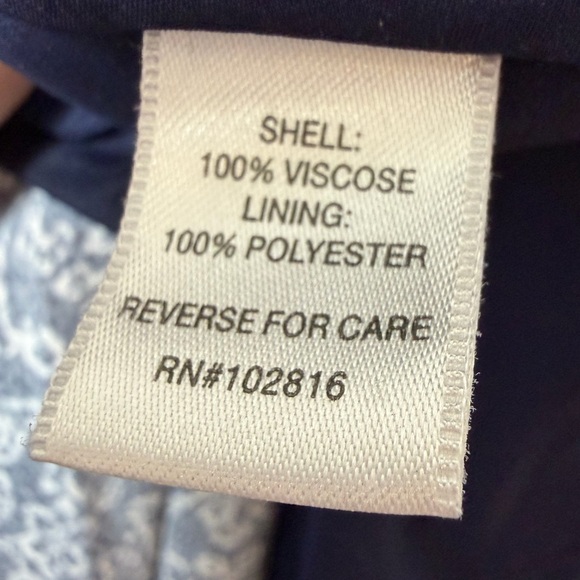 SHELL:
100% VISCOSE
LINING:
100% POLYESTER
REVERSE FOR CARE
RN#102816